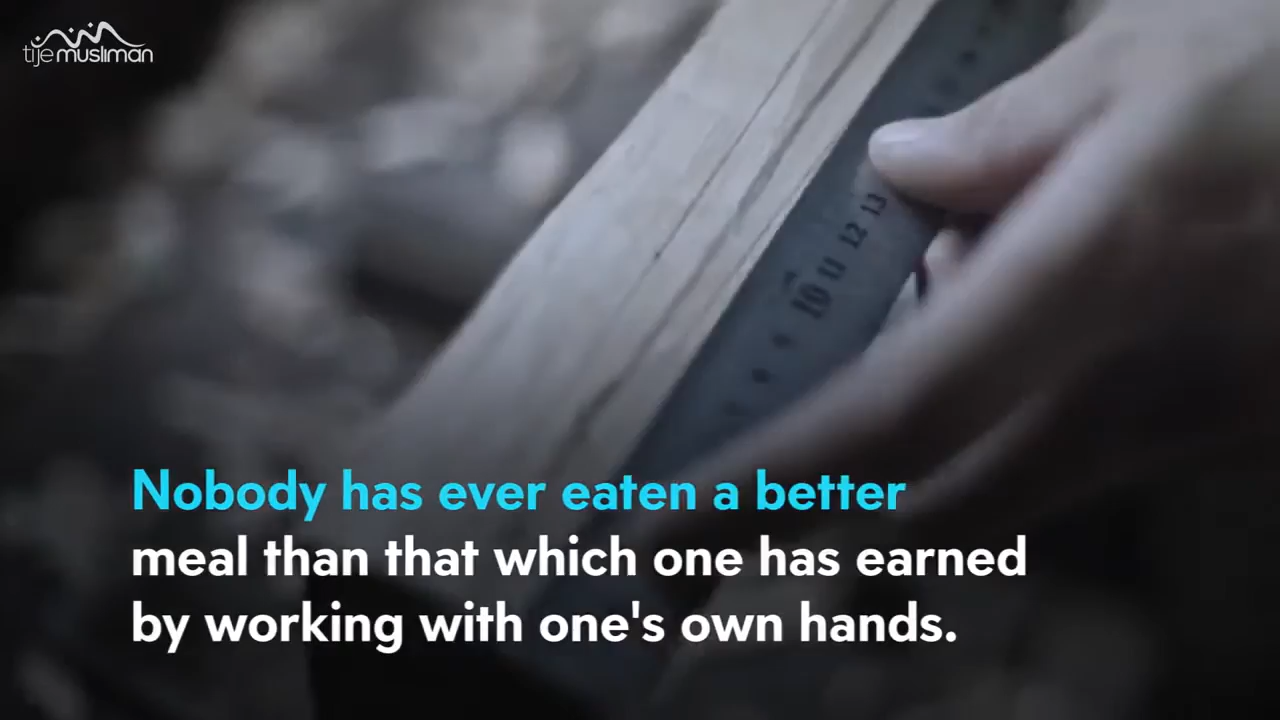 tijemusliman
Nobody has ever eaten a better
meal than that which one has earned
by working with one's own hands.
10 11 12 13